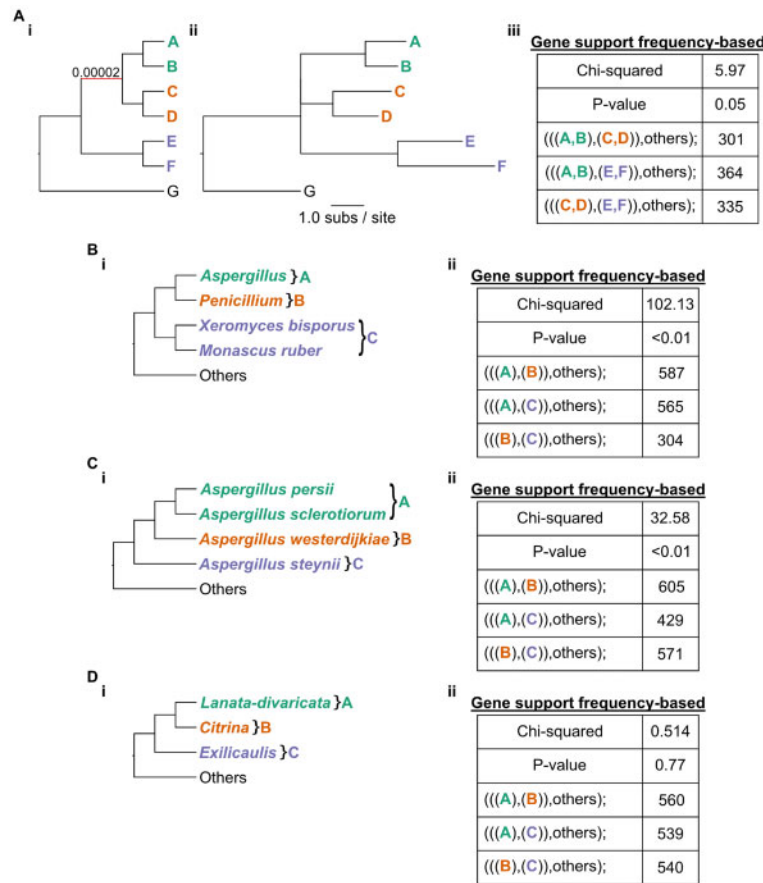 A
i
ii
iii
0.00002
A
B
C
D
E
F
G
A
B
C
D
E
F
G
1.0 subs / site
Gene support frequency-based
Chi-squared 5.97
P-value 0.05
(((A,B),(C,D)),others); 301
(((A,B),(E,F)),others); 364
(((C,D),(E,F)),others); 335
B
i
Aspergillus }A
Penicillium }B
Xeromyces bisporus
Monascus ruber
}C
Others
ii
Gene support frequency-based
Chi-squared 102.13
P-value <0.01
(((A),(B)),others); 587
(((A),(C)),others); 565
(((B),(C)),others); 304
C
i
Aspergillus persii
Aspergillus sclerotiorum
}A
Aspergillus westerdijkiae }B
Aspergillus steynii }C
Others
ii
Gene support frequency-based
Chi-squared 32.58
P-value <0.01
(((A),(B)),others); 605
(((A),(C)),others); 429
(((B),(C)),others); 571
D
i
Lanata-divaricata }A
Citrina }B
Exilicaulis }C
Others
ii
Gene support frequency-based
Chi-squared 0.514
P-value 0.77
(((A),(B)),others); 560
(((A),(C)),others); 539
(((B),(C)),others); 540